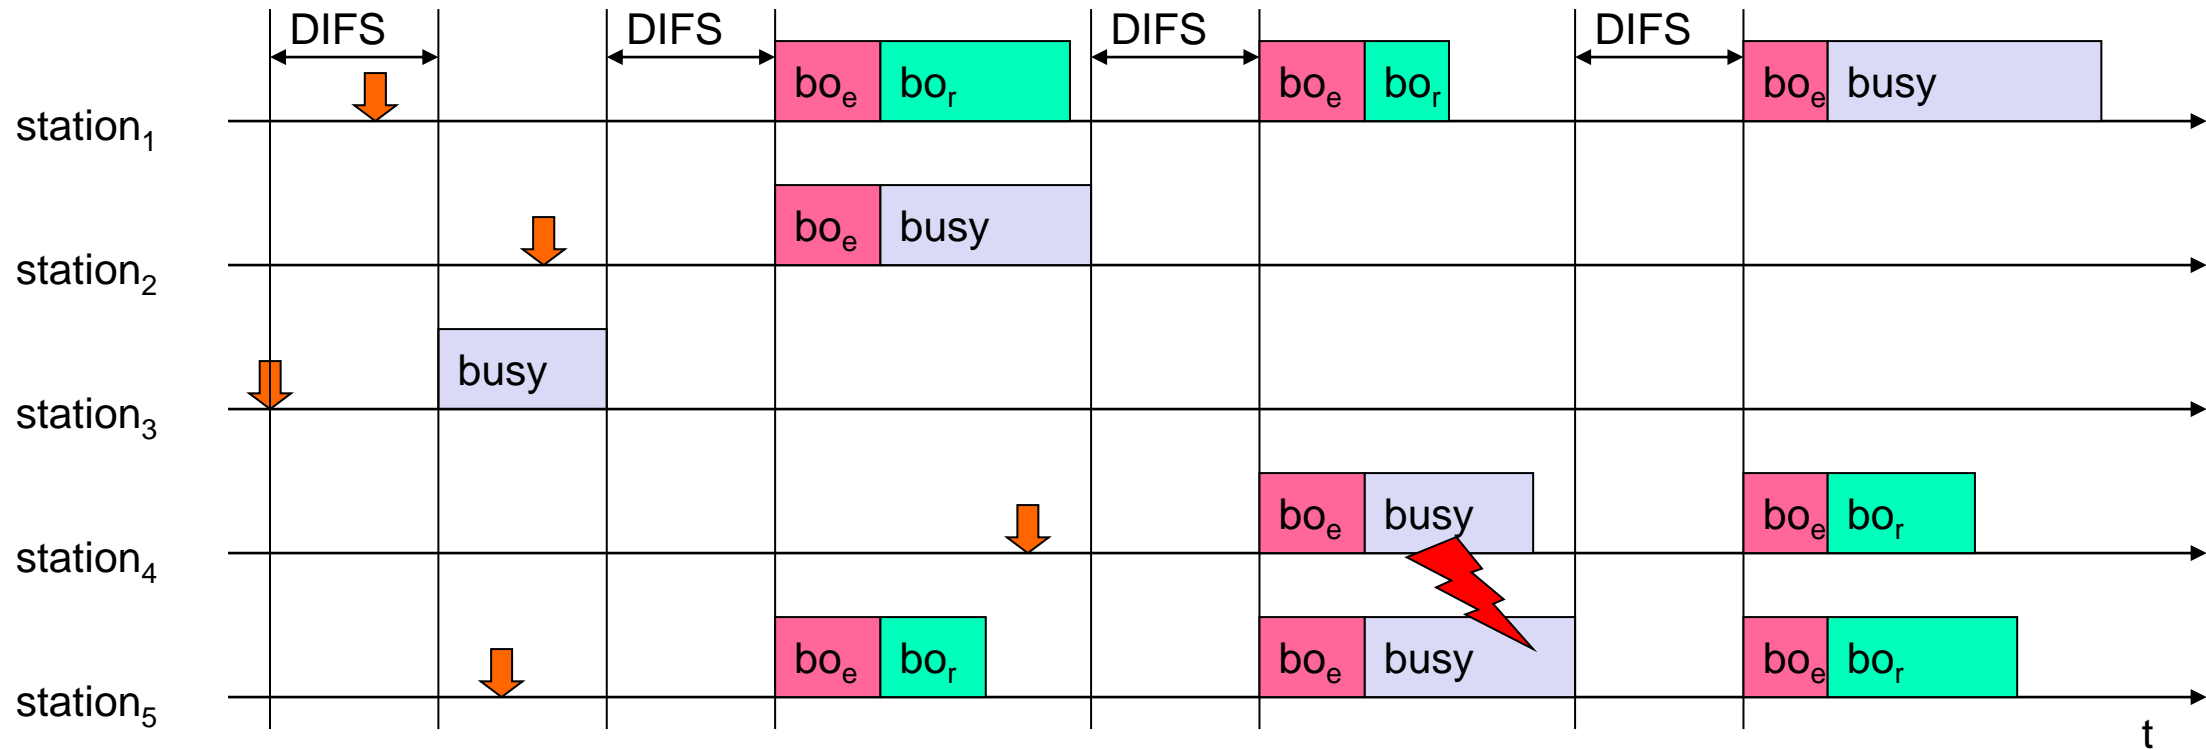 DIFS DIFS DIFS DIFS
boe bor boe bor boe busy
station1
boe busy
station2
busy
station3
boe busy boe bor
station4
boe bor boe busy boe bor
station5
t